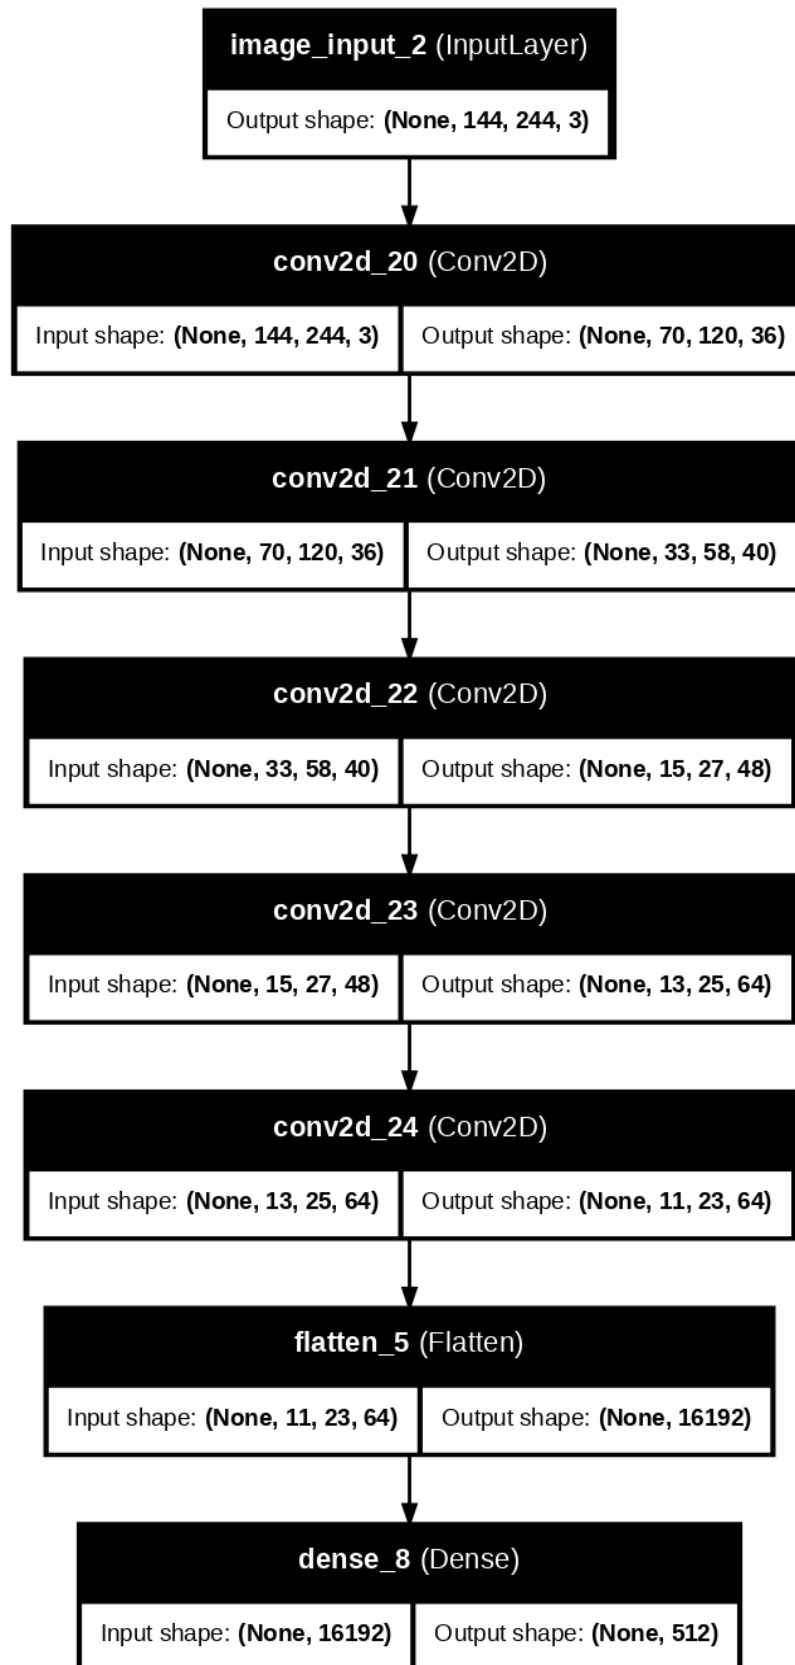 image_input_2 (InputLayer)
Output shape: (None, 144, 244, 3)
conv2d_20 (Conv2D)
Input shape: (None, 144, 244, 3) Output shape: (None, 70, 120, 36)
conv2d_21 (Conv2D)
Input shape: (None, 70, 120, 36) Output shape: (None, 33, 58, 40)
conv2d_22 (Conv2D)
Input shape: (None, 33, 58, 40) Output shape: (None, 15, 27, 48)
conv2d_23 (Conv2D)
Input shape: (None, 15, 27, 48) Output shape: (None, 13, 25, 64)
conv2d_24 (Conv2D)
Input shape: (None, 13, 25, 64) Output shape: (None, 11, 23, 64)
flatten_5 (Flatten)
Input shape: (None, 11, 23, 64) Output shape: (None, 16192)
dense_8 (Dense)
Input shape: (None, 16192) Output shape: (None, 512)